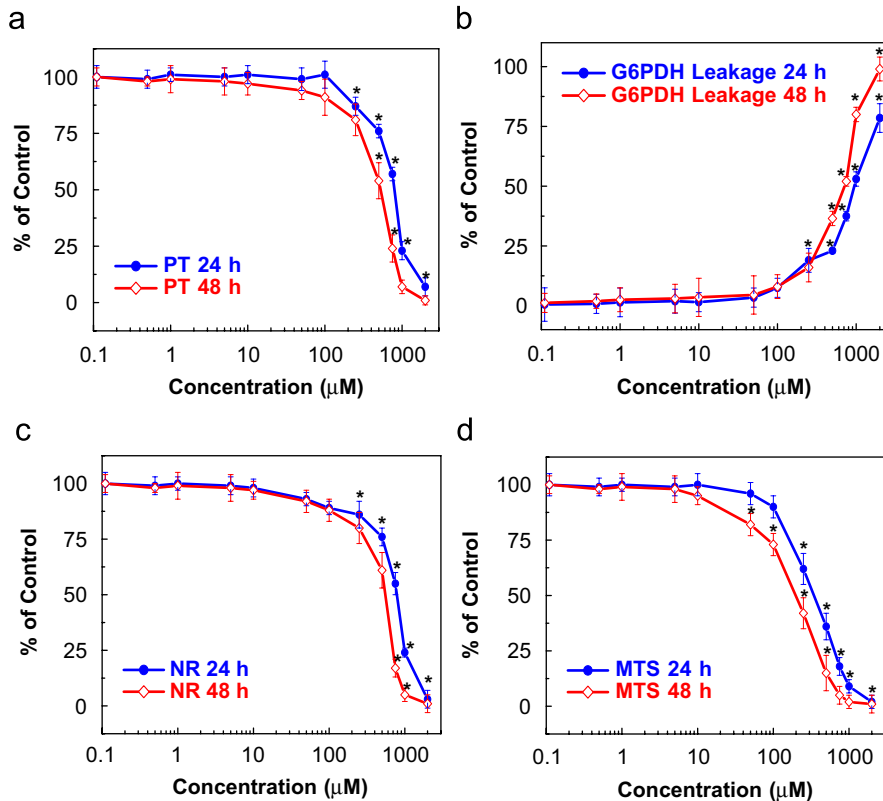 a
% of Control
100
75
50
25
0
* * * * * * * *
PT 24 h
PT 48 h
0.1 1 10 100 1000
Concentration (μM)
b
% of Control
100
75
50
25
0
* * * * * * * * *
G6PDH Leakage 24 h
G6PDH Leakage 48 h
0.1 1 10 100 1000
Concentration (μM)
c
% of Control
100
75
50
25
0
* * * * * * *
NR 24 h
NR 48 h
0.1 1 10 100 1000
Concentration (μM)
d
% of Control
100
75
50
25
0
* * * * * * * * *
MTS 24 h
MTS 48 h
0.1 1 10 100 1000
Concentration (μM)